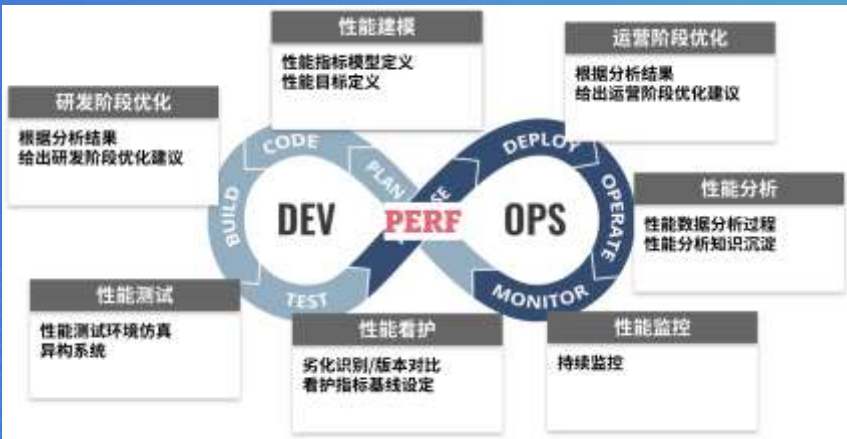 性能建模
性能指标模型定义
性能目标定义
运营阶段优化
根据分析结果
给出运营阶段优化建议
研发阶段优化
根据分析结果
给出研发阶段优化建议
CODE
PLAN
BUILD
TEST
DEV
PERF
OPS
DEPLOY
OPERATE
MONITOR
性能分析
性能数据分析过程
性能分析知识沉淀
性能测试
性能测试环境仿真
异构系统
性能看护
劣化识别/版本对比
看护指标基线设定
性能监控
持续监控